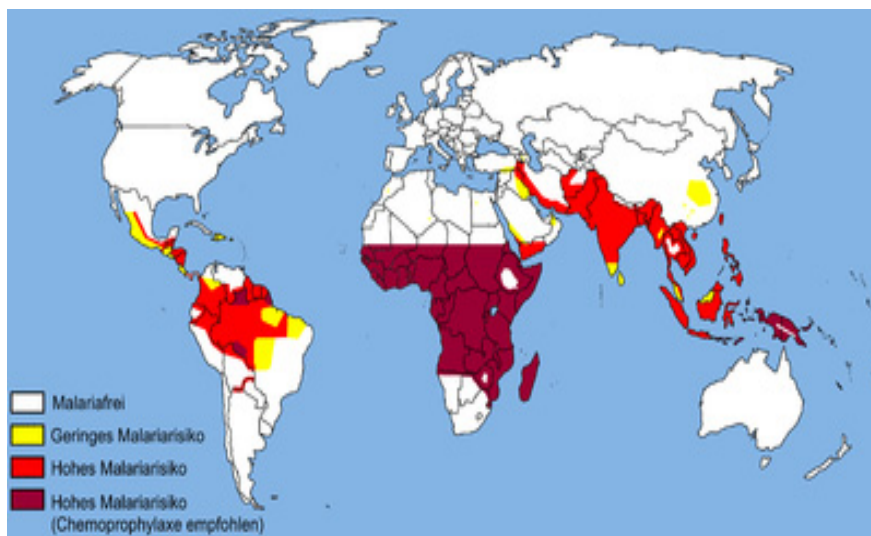 Malariafrei
Geringes Malariarisiko
Hohes Malariarisiko
Hohes Malariarisiko
(Chemoprophylaxe empfohlen)